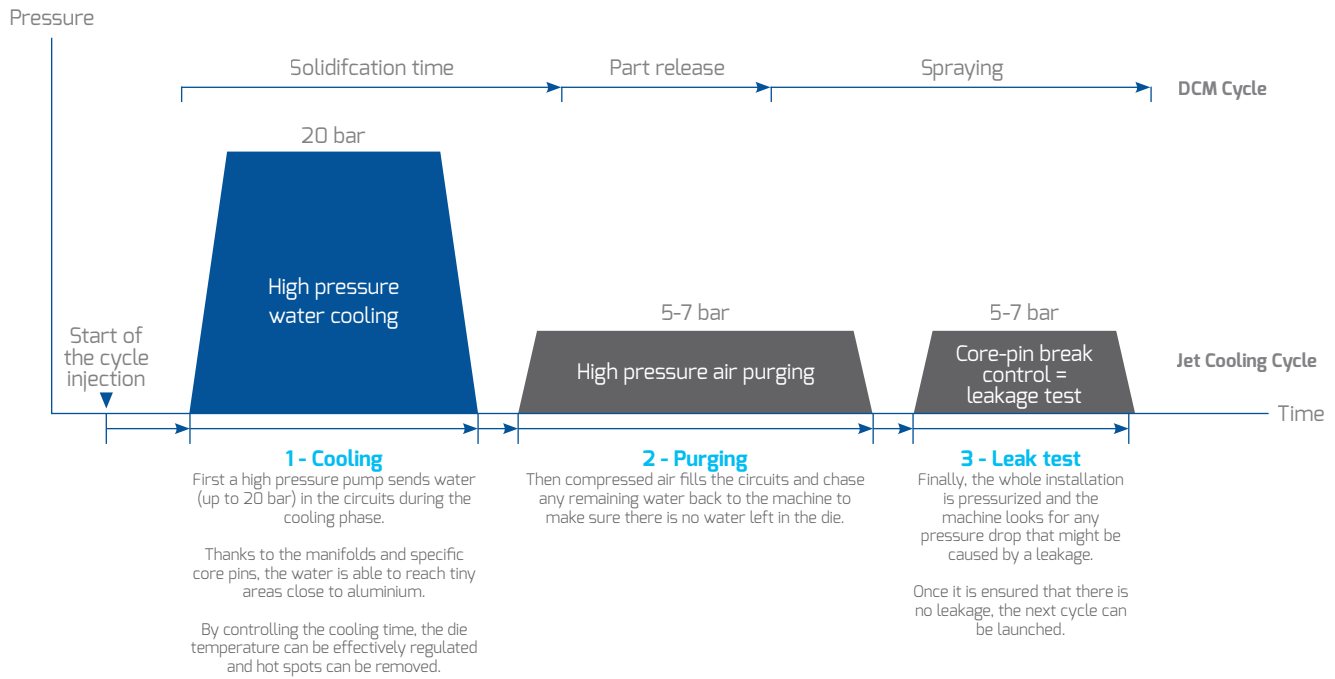 Pressure
Solidifcation time
Part release
Spraying
DCM Cycle
20 bar
High pressure
water cooling
Start of
the cycle
injection
5-7 bar
High pressure air purging
5-7 bar
Core-pin break
control =
leakage test
Jet Cooling Cycle
Time
1 - Cooling
First a high pressure pump sends water
(up to 20 bar) in the circuits during the
cooling phase.
Thanks to the manifolds and specific
core pins, the water is able to reach tiny
areas close to aluminium.
By controlling the cooling time, the die
temperature can be effectively regulated
and hot spots can be removed.
2 - Purging
Then compressed air fills the circuits and chase
any remaining water back to the machine to
make sure there is no water left in the die.
3 - Leak test
Finally, the whole installation
is pressurized and the
machine looks for any
pressure drop that might be
caused by a leakage.
Once it is ensured that there is
no leakage, the next cycle can
be launched.